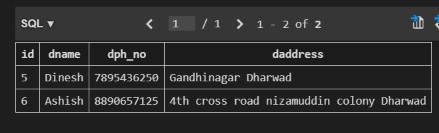 SQL ▼ < 1 / 1 > 1 - 2 of 2
id dname dph_no daddress
5 Dinesh 7895436250 Gandhinagar Dharwad
6 Ashish 8890657125 4th cross road nizamuddin colony Dharwad